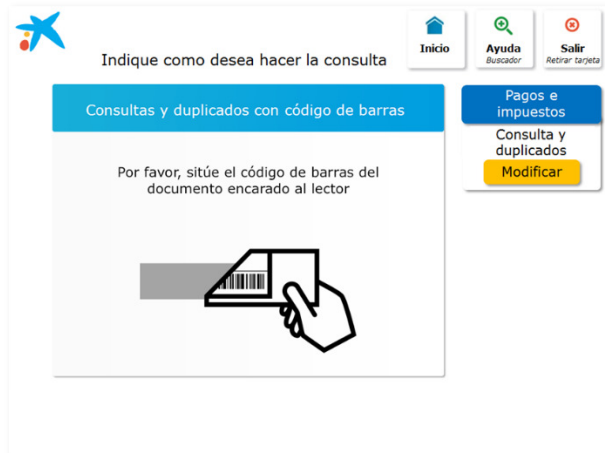 Indique como desea hacer la consulta
Inicio
Ayuda
Buscador
Salir
Retirar tarjeta
Consultas y duplicados con código de barras
Por favor, sitúe el código de barras del
documento encarado al lector
Pagos e
impuestos
Consulta y
duplicados
Modificar